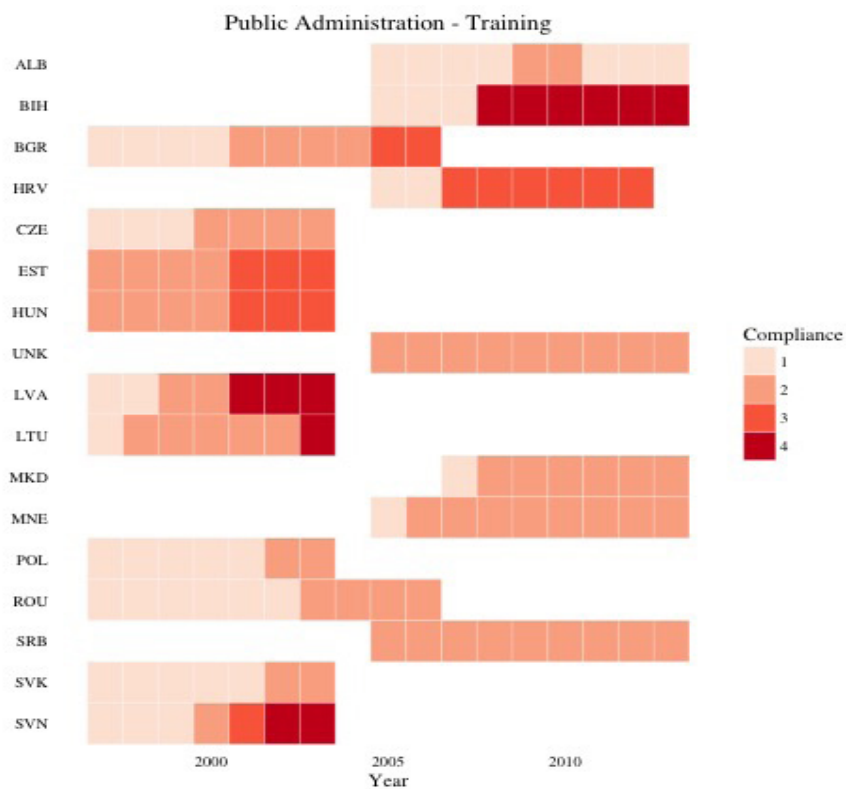 Public Administration - Training
ALB
BIH
BGR
HRV
CZE
EST
HUN
UNK
LVA
LTU
MKD
MNE
POL
ROU
SRB
SVK
SVN
Compliance
1
2
3
4
2000 2005 2010
Year